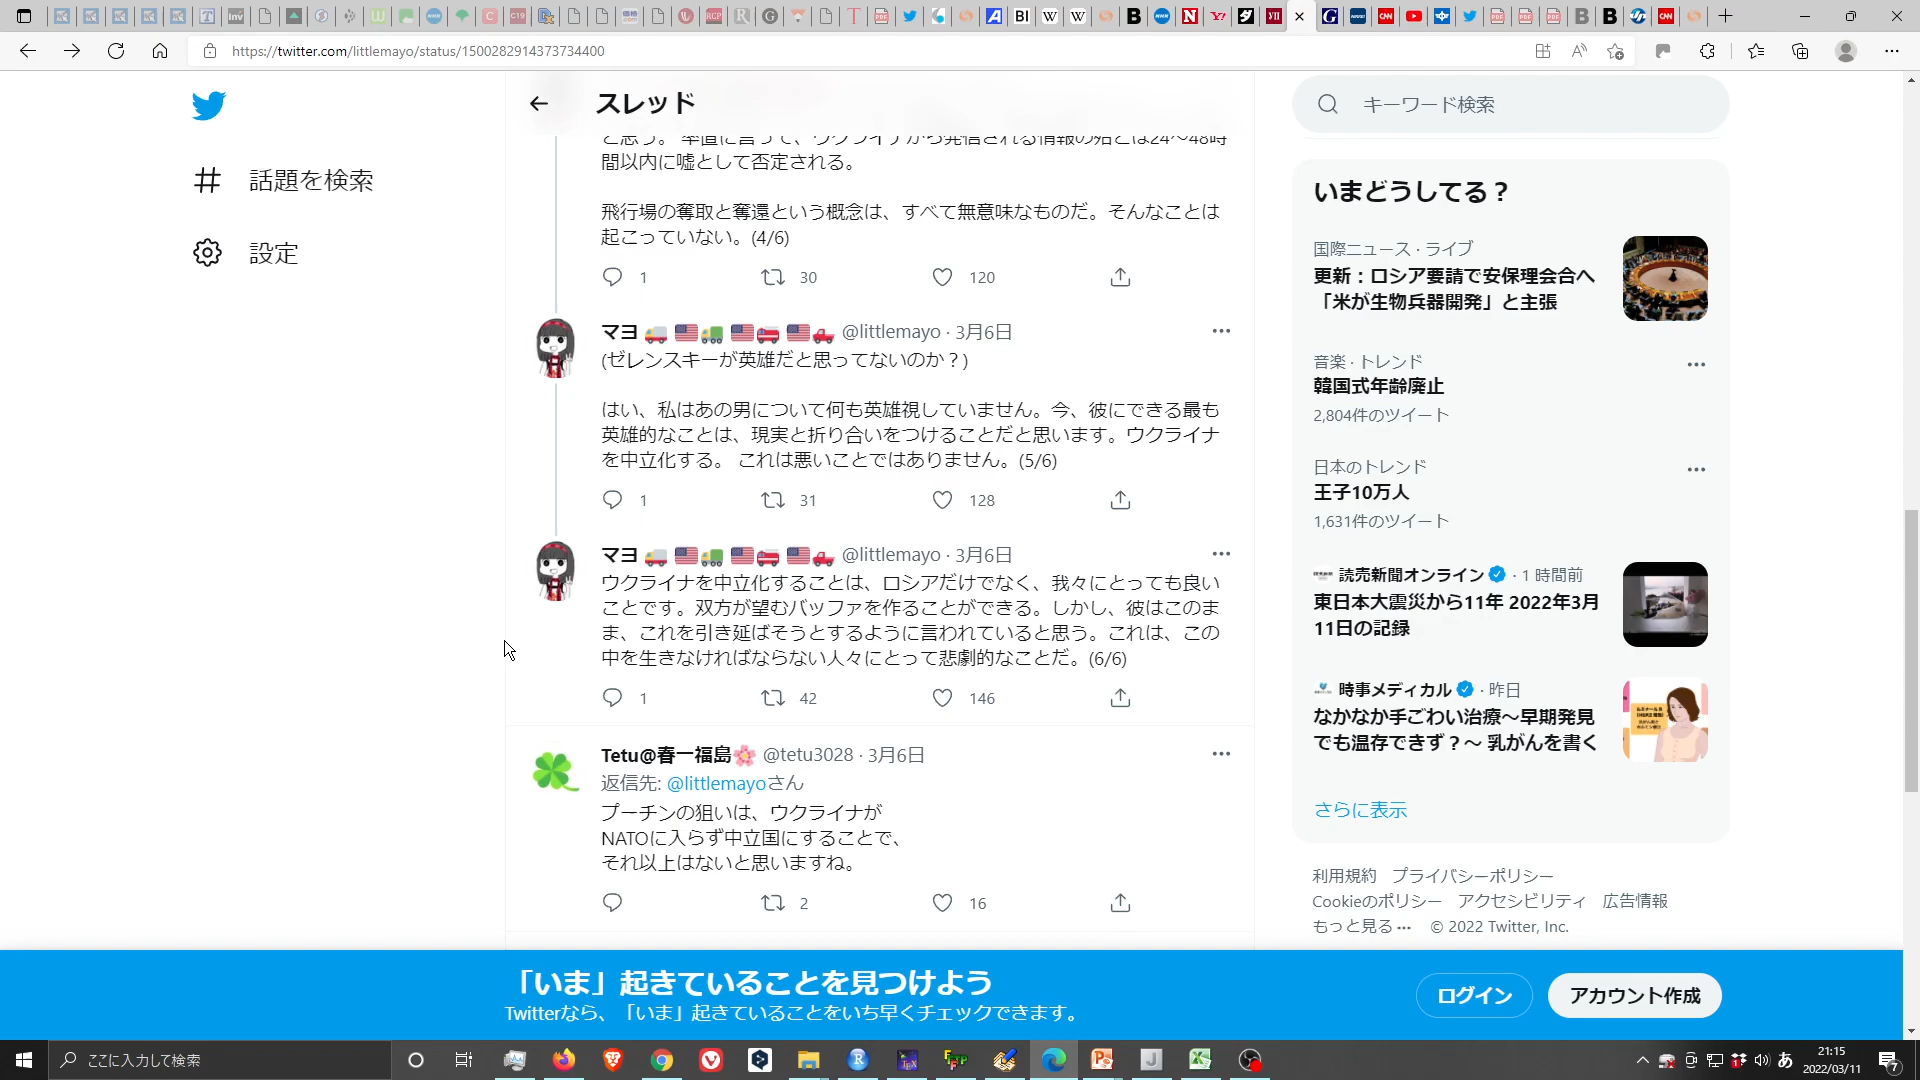 https://twitter.com/littlemayo/status/1500282914373734400
話題を検索
設定
スレッド
と思う。 率直に言って、ウクライナから発信される情報の殆とは24〜48時
間以内に嘘として否定される。
飛行場の奪取と奪還という概念は、すべて無意味なものだ。そんなことは
起こっていない。(4/6)
1 30 120
マヨ @littlemayo · 3月6日
(ゼレンスキーが英雄だと思ってないのか？)
はい、私はあの男について何も英雄視していません。今、彼にできる最も
英雄的なことは、現実と折り合いをつけることだと思います。ウクライナ
を中立化する。 これは悪いことではありません。(5/6)
1 31 128
マヨ @littlemayo · 3月6日
ウクライナを中立化することは、ロシアだけでなく、我々にとっても良い
ことです。双方が望むバッファを作ることができる。しかし、彼はこのま
ま、これを引き延ばそうとするように言われていると思う。これは、この
中を生きなければならない人々にとって悲劇的なことだ。(6/6)
1 42 146
Tetu@春一福島 @tetu3028 · 3月6日
返信先: @littlemayoさん
プーチンの狙いは、ウクライナが
NATOに入らず中立国にすることで、
それ以上はないと思いますね。
2 16
キーワード検索
いまどうしてる？
国際ニュース · ライブ
更新：ロシア要請で安保理会合へ
「米が生物兵器開発」と主張
音楽 · トレンド
韓国式年齢廃止
2,804件のツイート
日本のトレンド
王子10万人
1,631件のツイート
読売新聞オンライン · 1 時間前
東日本大震災から11年 2022年3月
11日の記録
時事メディカル · 昨日
なかなか手ごわい治療〜早期発見
でも温存できず？〜 乳がんを書く
さらに表示
利用規約 プライバシーポリシー
Cookieのポリシー アクセシビリティ 広告情報
もっと見る ··· © 2022 Twitter, Inc.
「いま」起きていることを見つけよう
Twitterなら、「いま」起きていることをいち早くチェックできます。
ログイン
アカウント作成
ここに入力して検索
あ
21:15
2022/03/11
7